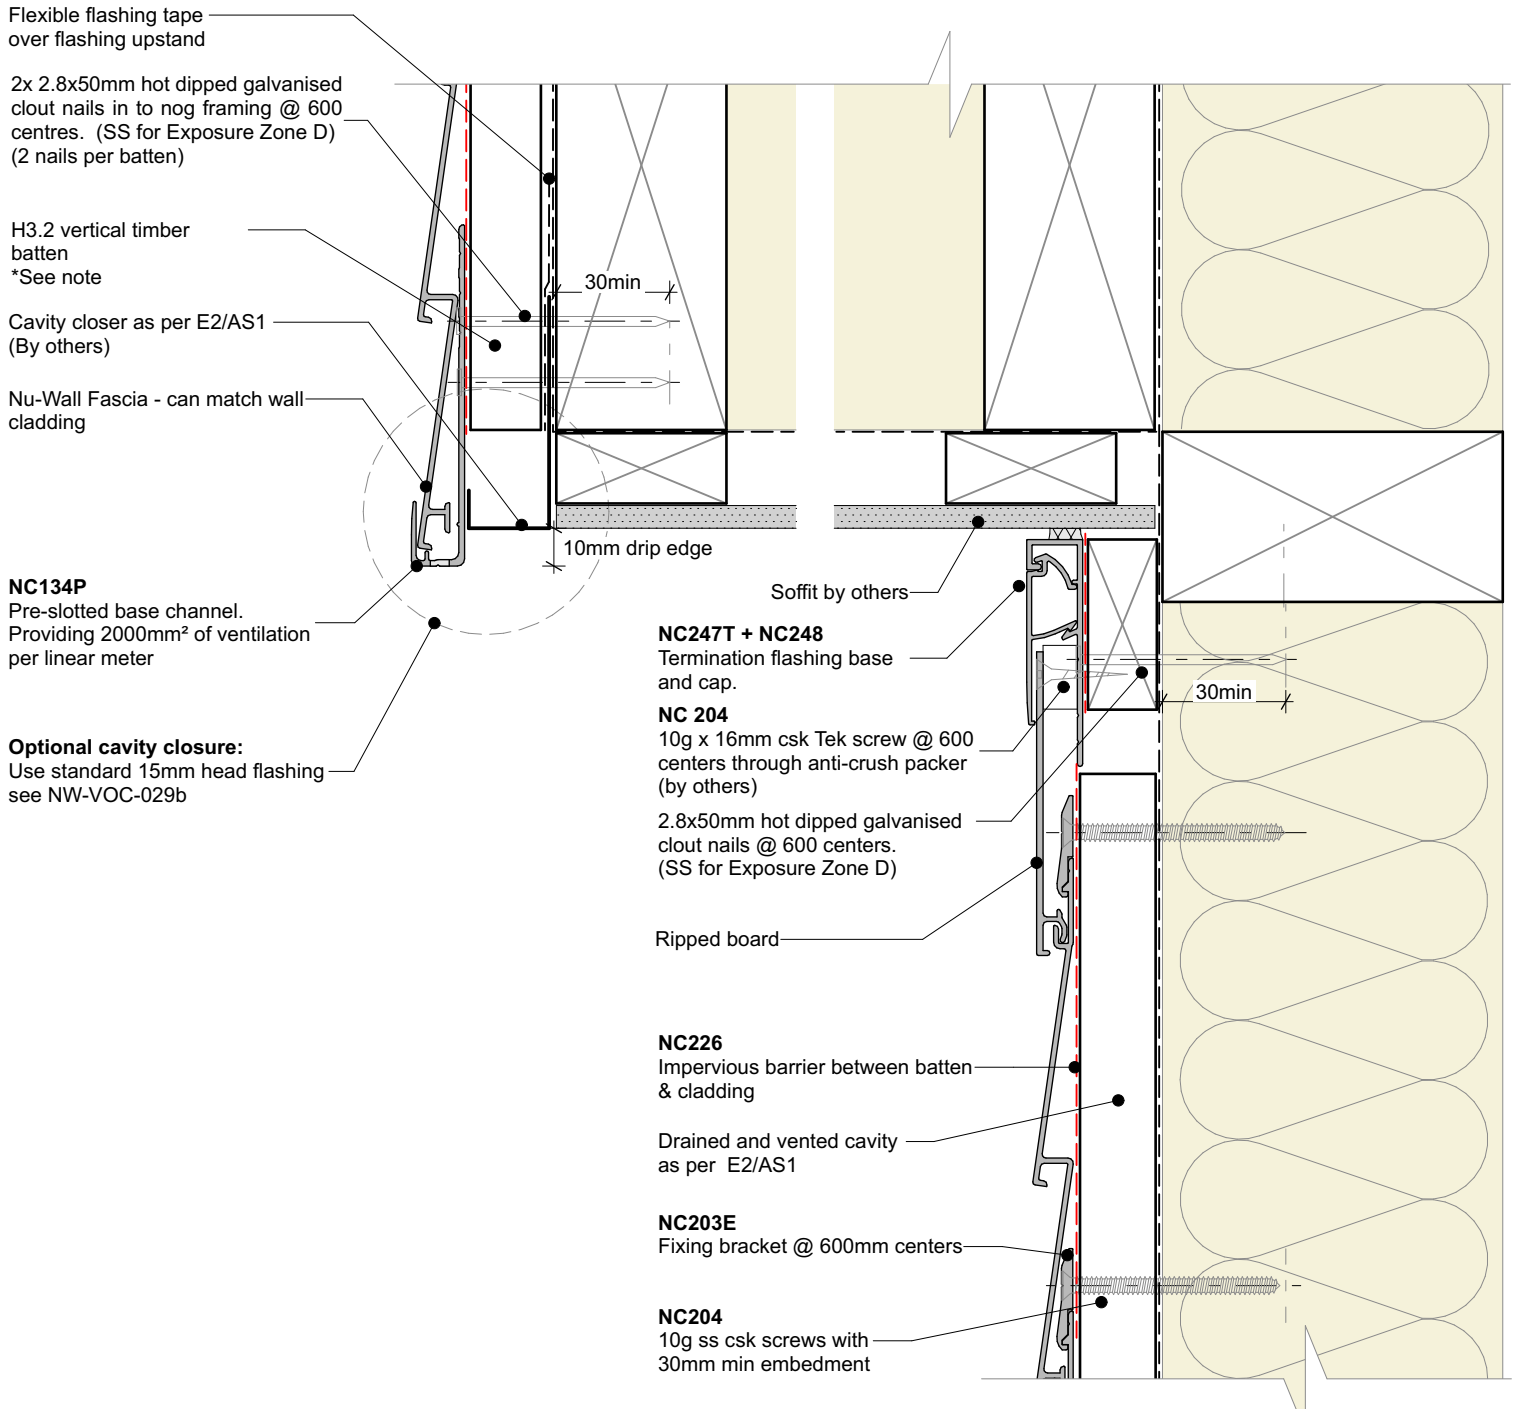 Flexible flashing tape
over flashing upstand
2x 2.8x50mm hot dipped galvanised
clout nails in to nog framing @ 600
centres. (SS for Exposure Zone D)
(2 nails per batten)
H3.2 vertical timber
batten
*See note
Cavity closer as per E2/AS1
(By others)
Nu-Wall Fascia - can match wall
cladding
NC134P
Pre-slotted base channel.
Providing 2000mm² of ventilation
per linear meter
Optional cavity closure:
Use standard 15mm head flashing
see NW-VOC-029b
30min
10mm drip edge
Soffit by others
NC247T + NC248
Termination flashing base
and cap.
NC 204
10g x 16mm csk Tek screw @ 600
centers through anti-crush packer
(by others)
2.8x50mm hot dipped galvanised
clout nails @ 600 centers.
(SS for Exposure Zone D)
30min
Ripped board
NC226
Impervious barrier between batten
& cladding
Drained and vented cavity
as per E2/AS1
NC203E
Fixing bracket @ 600mm centers
NC204
10g ss csk screws with
30mm min embedment